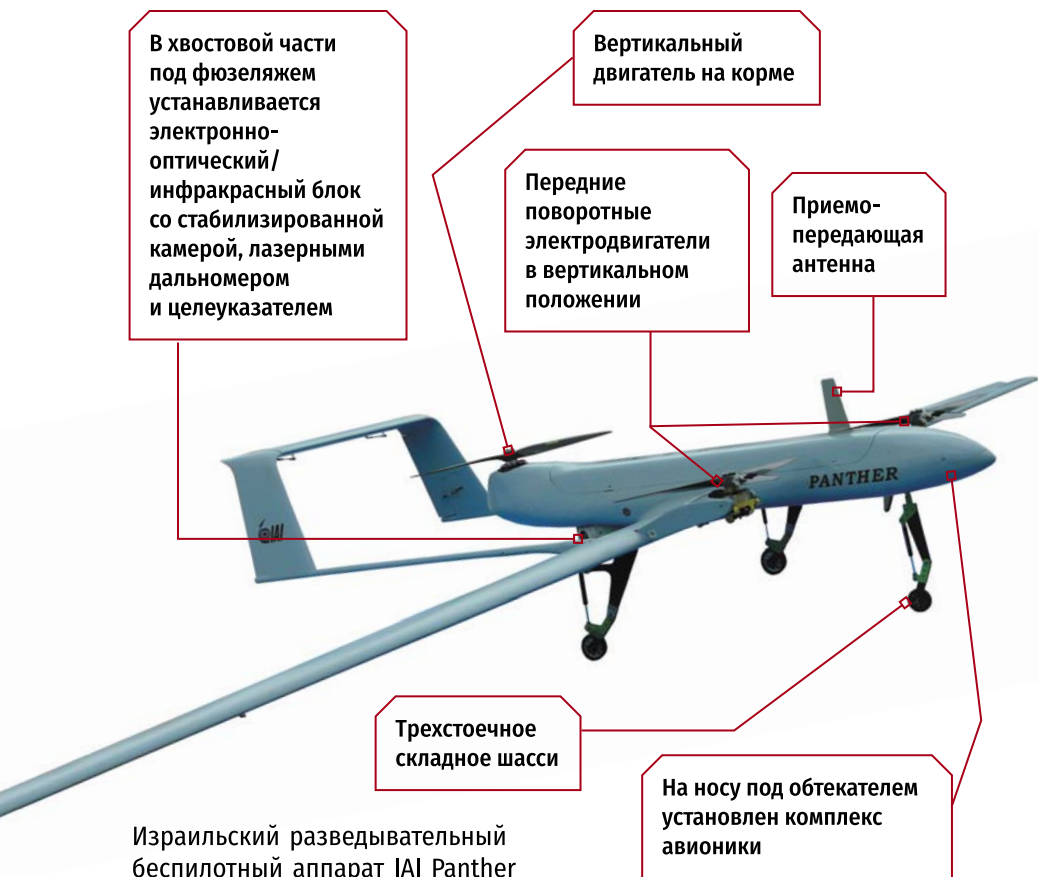 В хвостовой части
под фюзеляжем
устанавливается
электронно-
оптический/
инфракрасный блок
со стабилизированной
камерой, лазерными
дальномером
и целеуказателем
Вертикальный
двигатель на корме
Передние
поворотные
электродвигатели
в вертикальном
положении
Приемо-
передающая
антенна
PANTHER
IAI
Трехстоечное
складное шасси
На носу под обтекателем
установлен комплекс
авионики
Израильский разведывательный
беспилотный аппарат IAI Panther